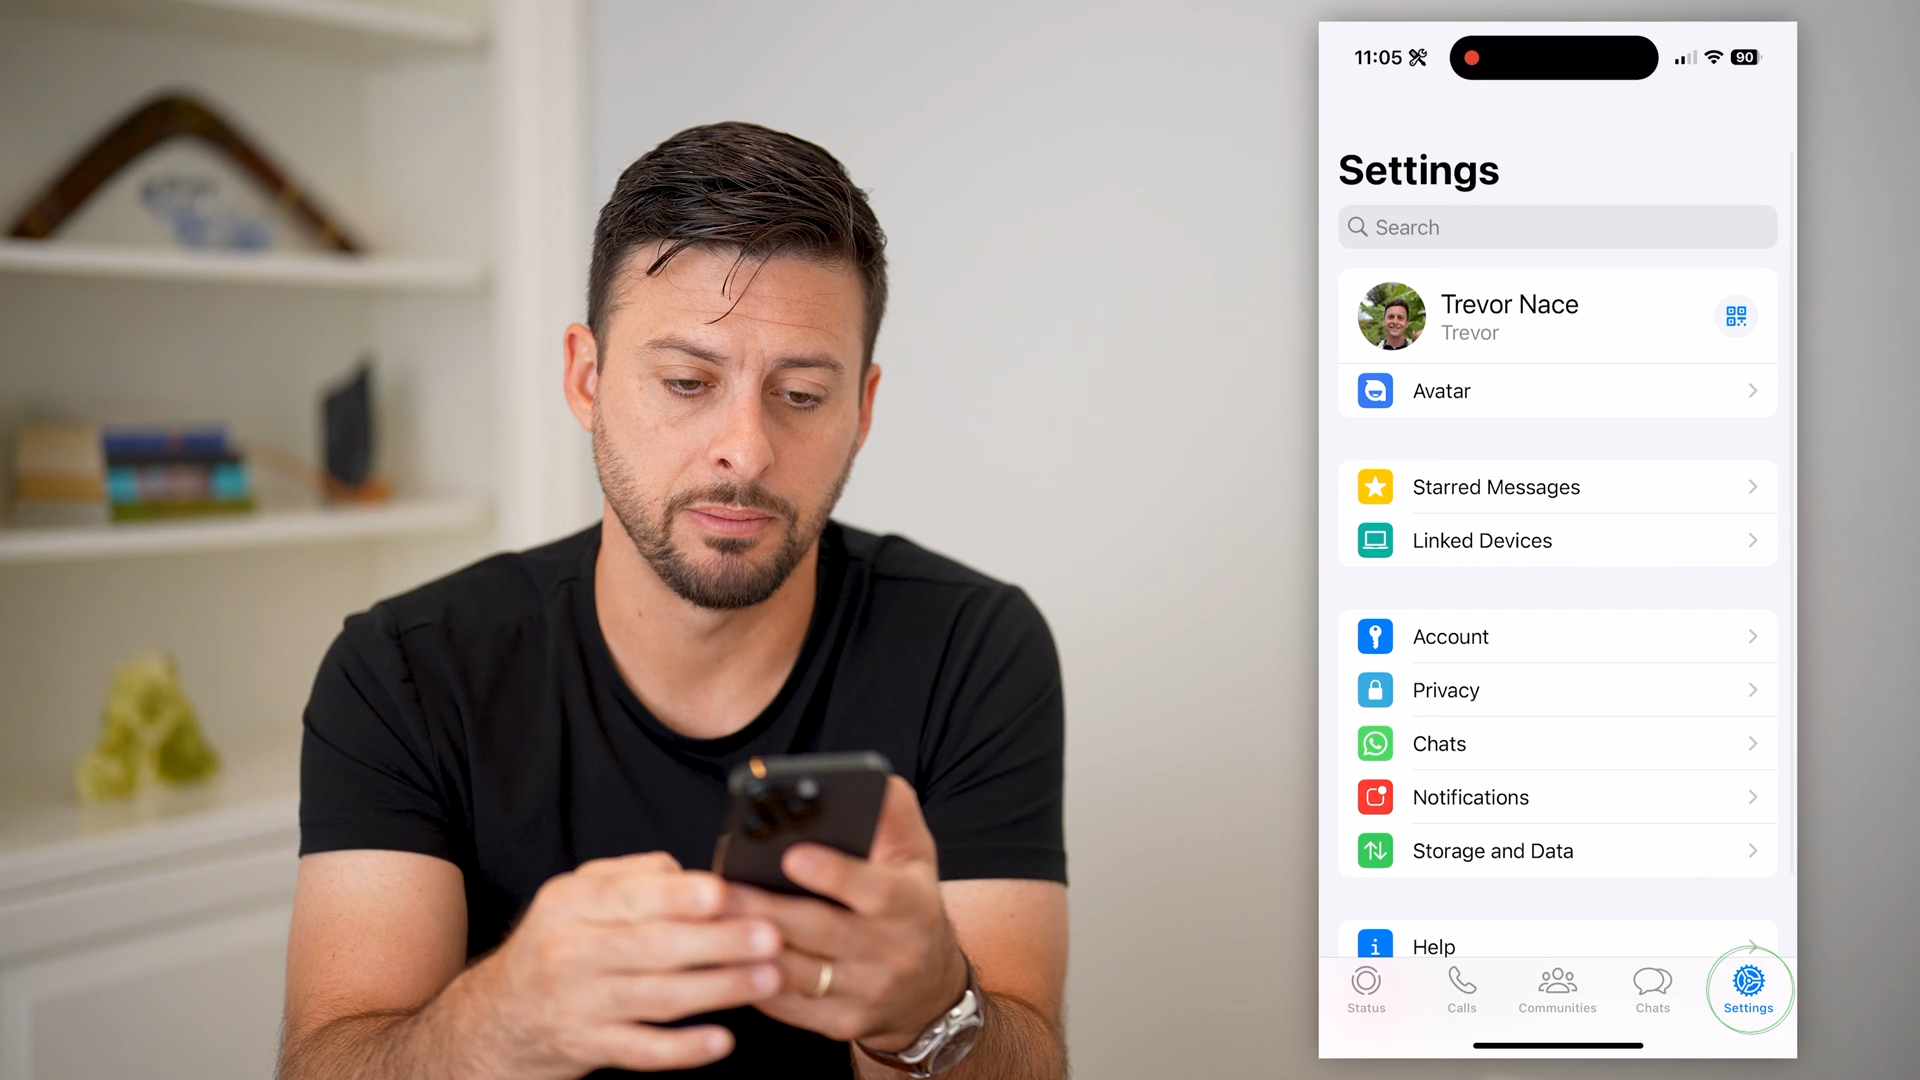 11:05
90
Settings
Search
Trevor Nace
Trevor
Avatar
Starred Messages
Linked Devices
Account
Privacy
Chats
Notifications
Storage and Data
Help
Status
Calls
Communities
Chats
Settings